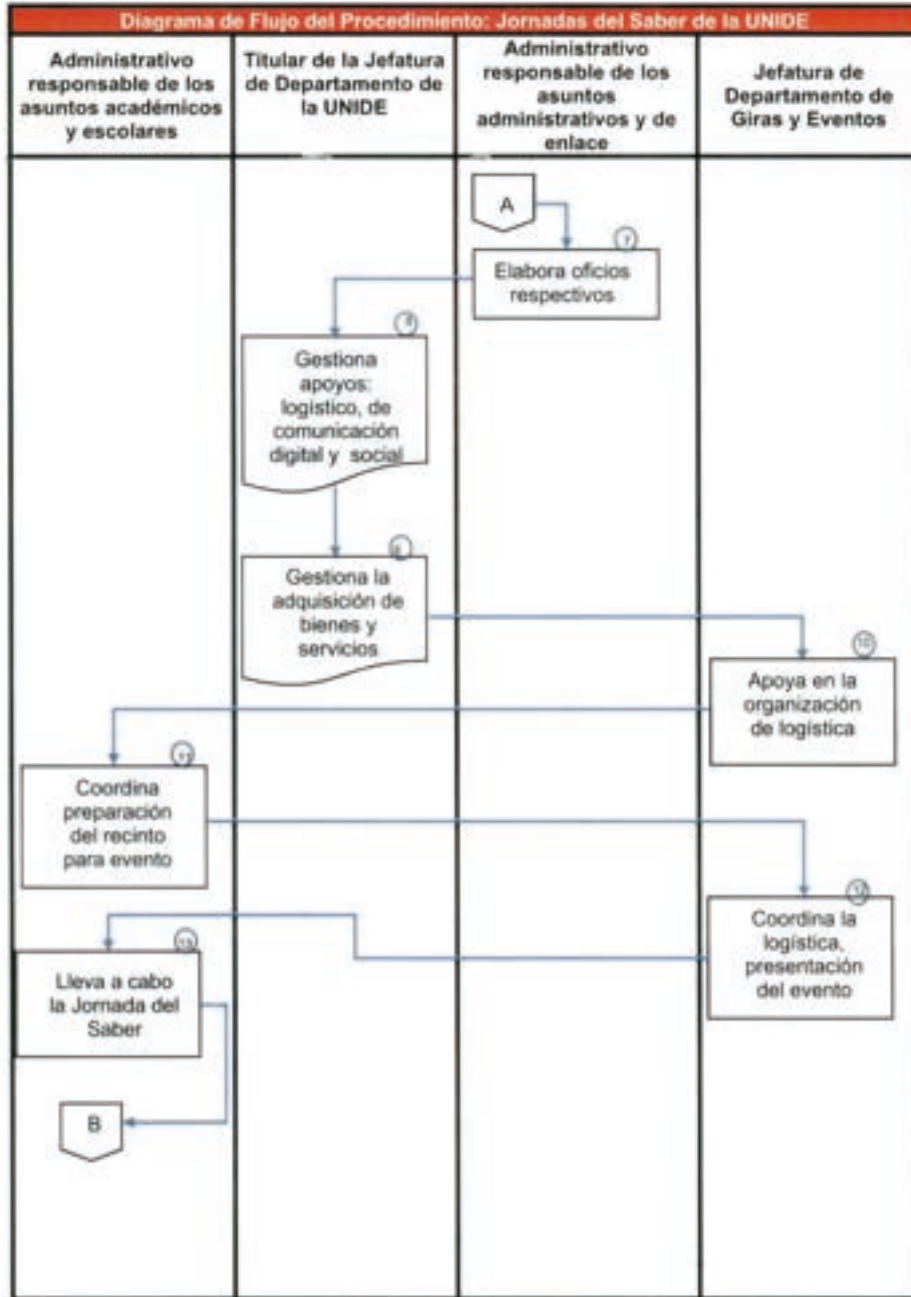 Diagrama de Flujo del Procedimiento: Jornadas del Saber de la UNIDE
Administrativo
responsable de los
asuntos académicos
y escolares
Titular de la Jefatura
de Departamento de
la UNIDE
Administrativo
responsable de los
asuntos
administrativos y de
enlace
Jefatura de
Departamento de
Giras y Eventos
A
7
Elabora oficios
respectivos
Gestiona
apoyos:
logístico, de
comunicación
digital y social
Gestiona la
adquisición de
bienes y
servicios
10
Apoya en la
organización
de logística
11
Coordina
preparación
del recinto
para evento
12
Coordina la
logística,
presentación
del evento
13
Lleva a cabo
la Jornada del
Saber
B